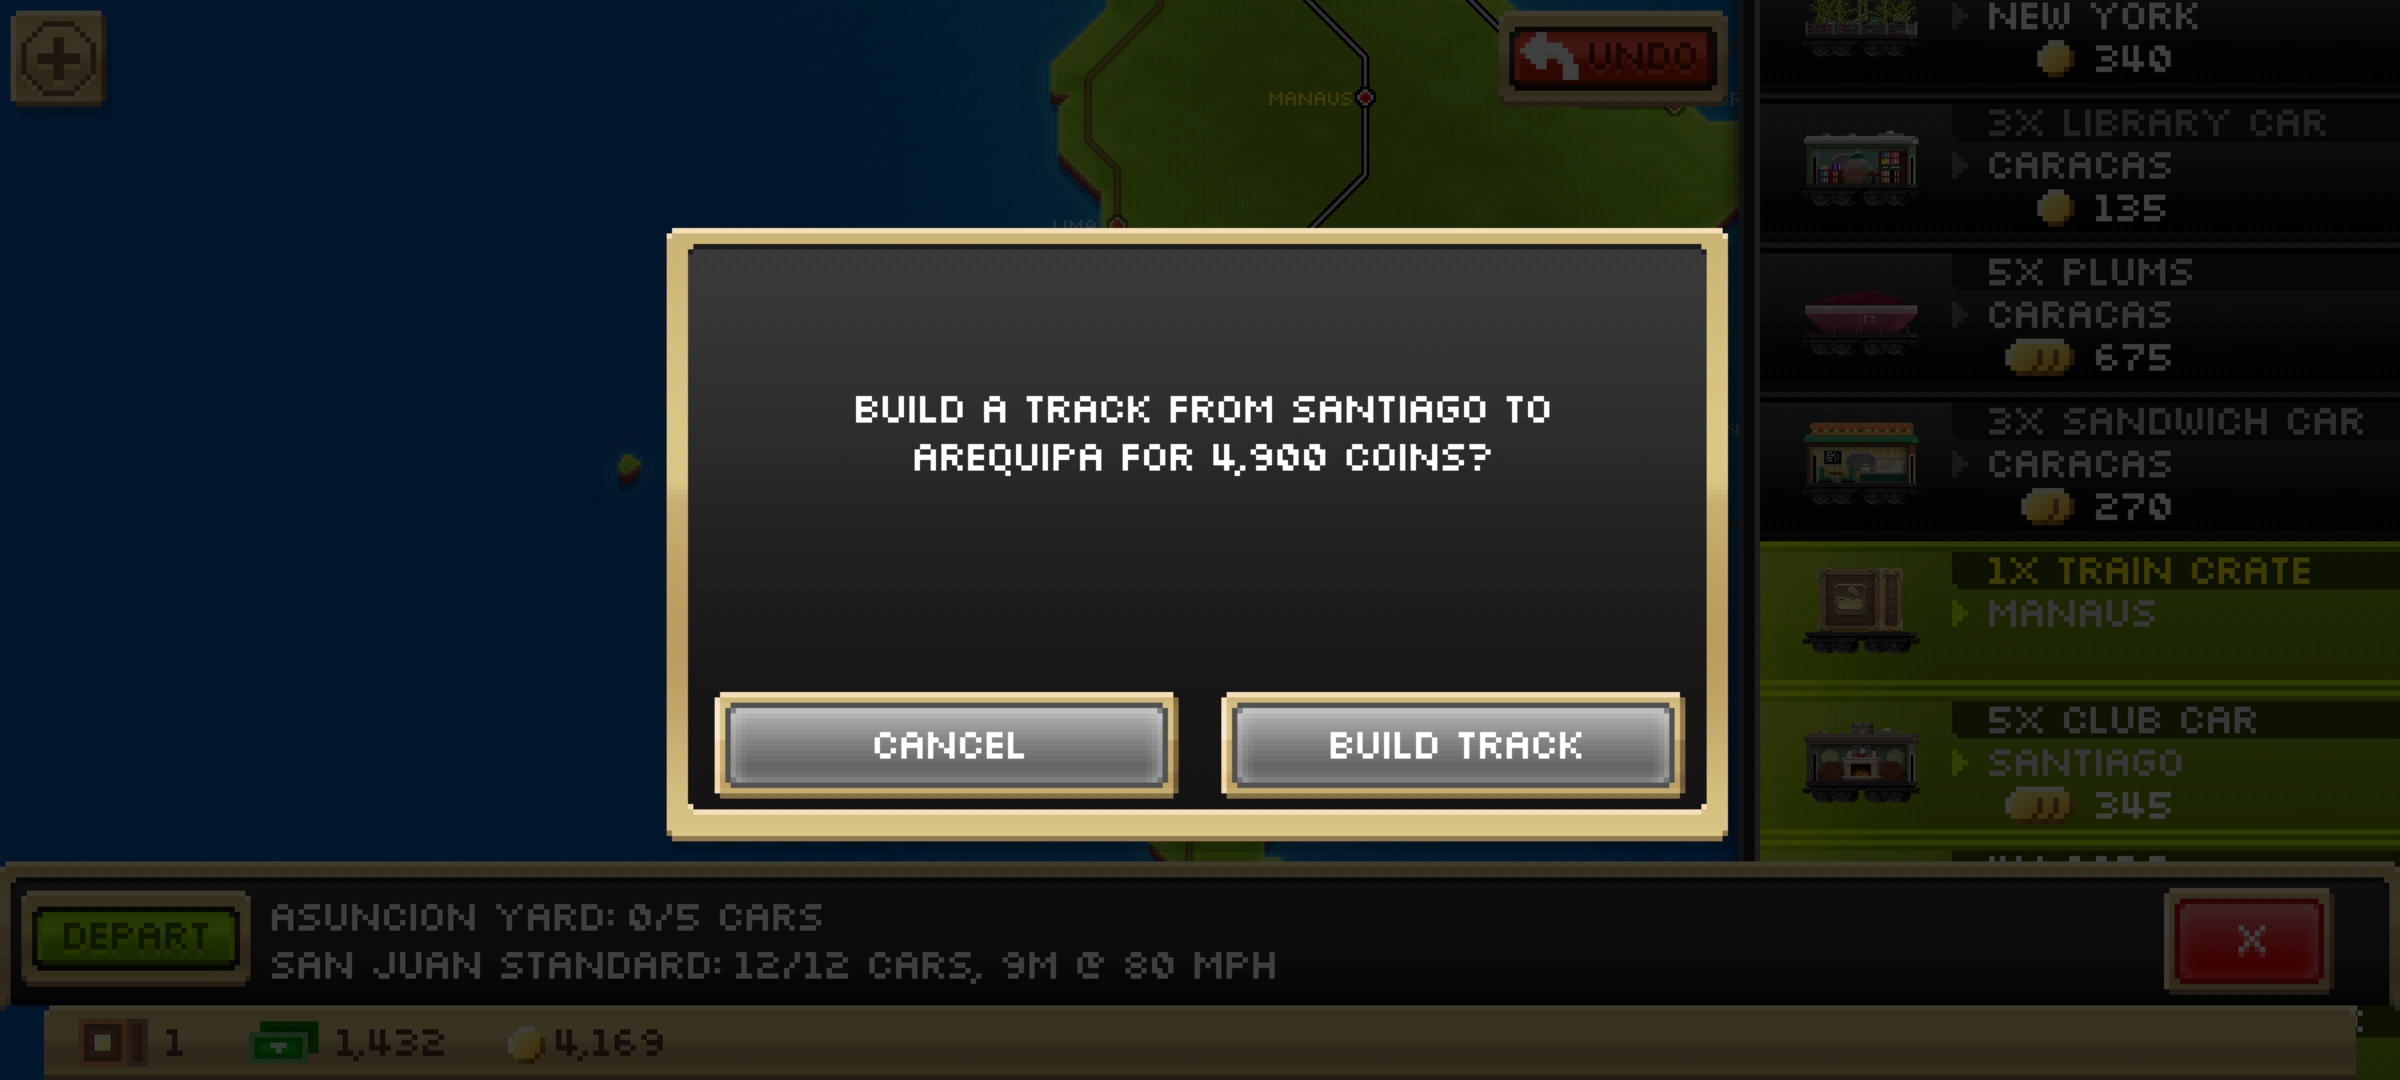 NEW YORK
340
UNDO
MANAUS
3X LIBRARY CAR
CARACAS
135
5X PLUMS
CARACAS
675
BUILD A TRACK FROM SANTIAGO TO
AREQUIPA FOR 4,900 COINS?
3X SANDWICH CAR
CARACAS
270
1X TRAIN CRATE
MANAUS
CANCEL
BUILD TRACK
5X CLUB CAR
SANTIAGO
345
DEPART
ASUNCION YARD: 0/5 CARS
SAN JUAN STANDARD: 12/12 CARS, 9M @ 80 MPH
X
1
1,432
4,169